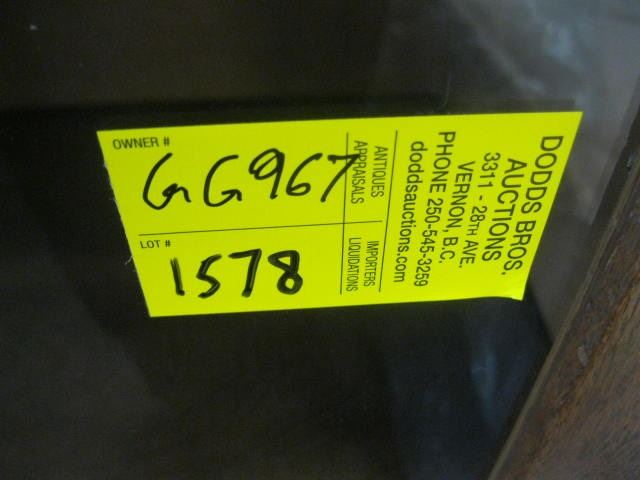 OWNER #
GG967
LOT #
1578
ANTIQUES
APPRAISALS
IMPORTERS
LIQUIDATIONS
DODDS BROS.
AUCTIONS
3311 - 28TH AVE.
VERNON, B.C.
PHONE 250-545-3259
doddsauctions.com